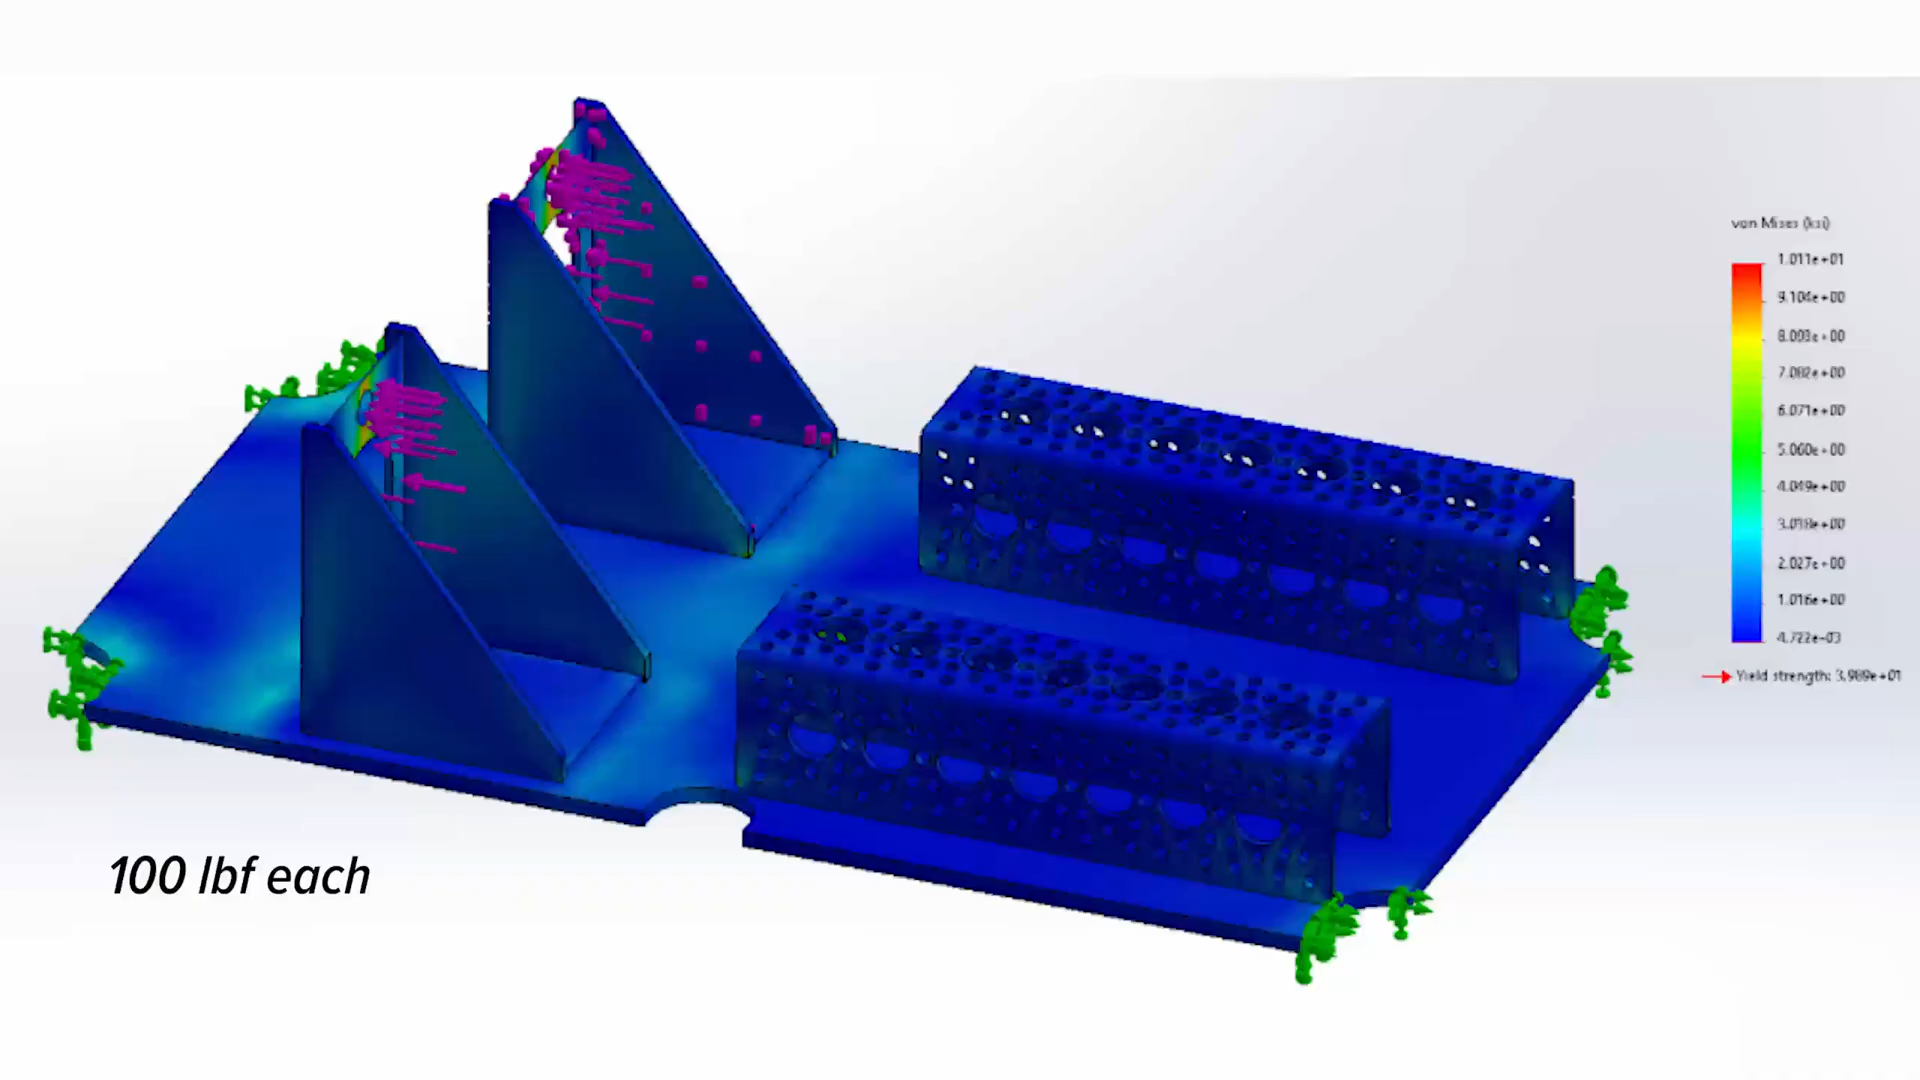 von Mises (ksi)
1.011e+01
9.104e+00
8.093e+00
7.082e+00
6.071e+00
5.060e+00
4.049e+00
3.038e+00
2.027e+00
1.016e+00
4.722e-03
Yield strength: 3.989e+01
100 lbf each